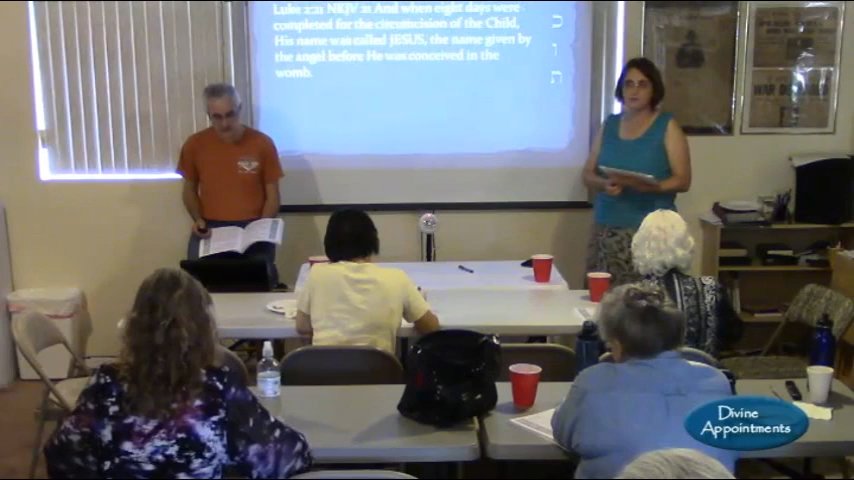 Luke 2:21 NKJV 21 And when eight days were
completed for the circumcision of the Child,
His name was called JESUS, the name given by
the angel before He was conceived in the
womb.
כ
ו
ת
WAR
Divine
Appointments